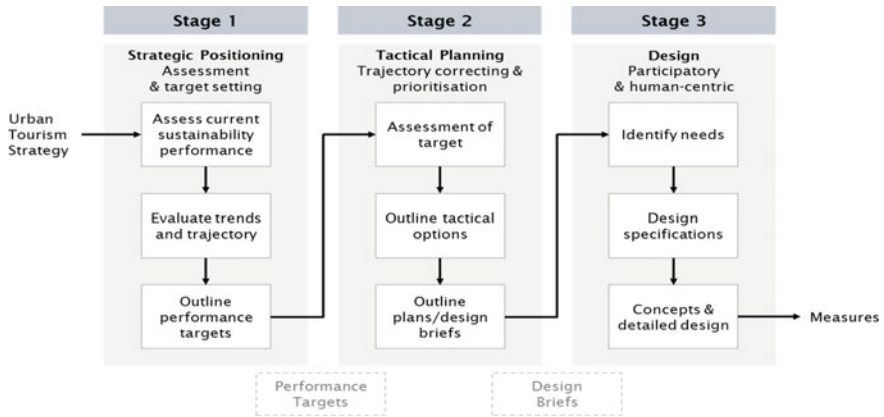 Stage 1
Stage 2
Stage 3
Strategic Positioning
Assessment
& target setting
Tactical Planning
Trajectory correcting &
prioritisation
Design
Participatory
& human-centric
Urban
Tourism
Strategy
Assess current
sustainability
performance
Evaluate trends
and trajectory
Outline
performance
targets
Assessment of
target
Outline tactical
options
Outline
plans/design
briefs
Identify needs
Design
specifications
Concepts &
detailed design
Measures
Performance
Targets
Design
Briefs